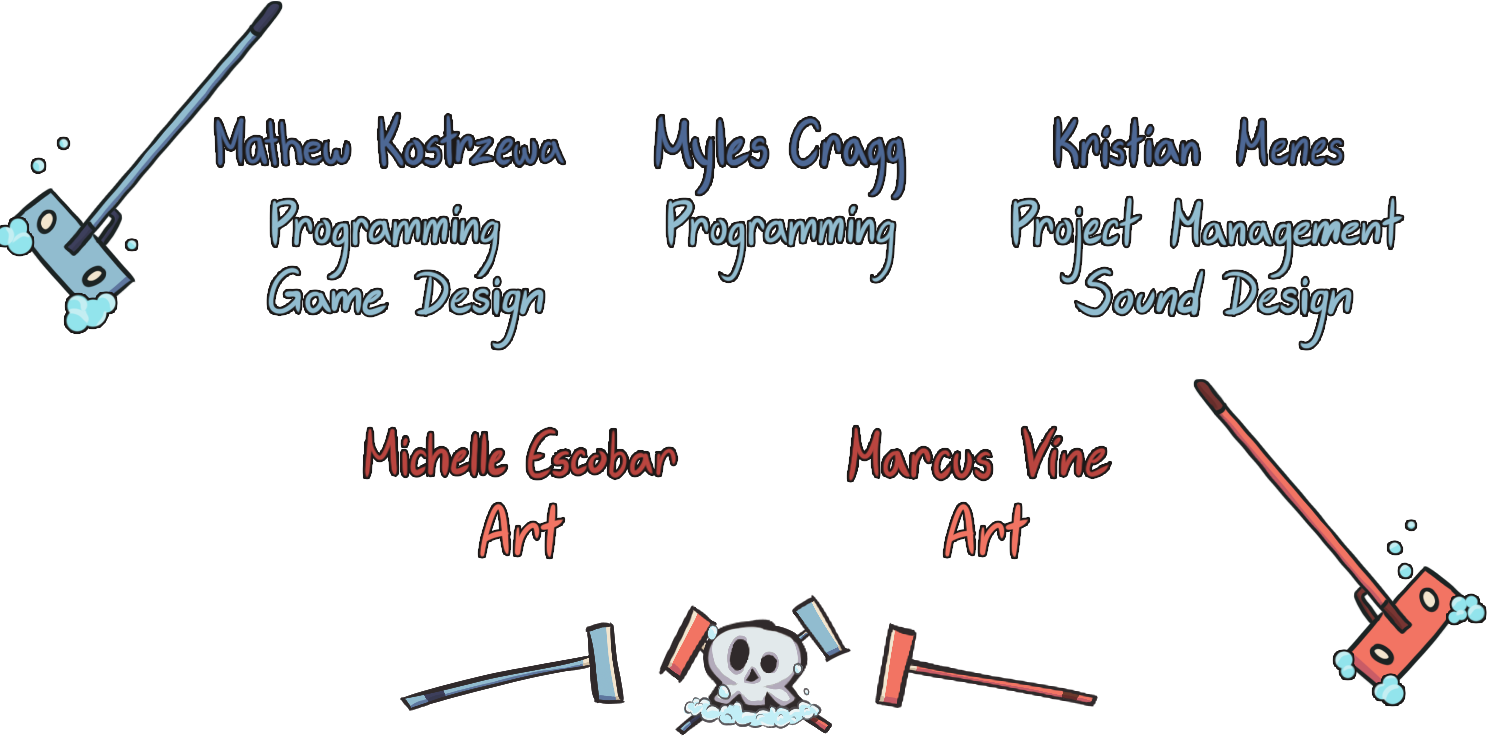 Mathew Kostrzewa
Programming
Game Design
Myles Cragg
Programming
Kristian Menes
Project Management
Sound Design
Michelle Escobar
Art
Marcus Vine
Art